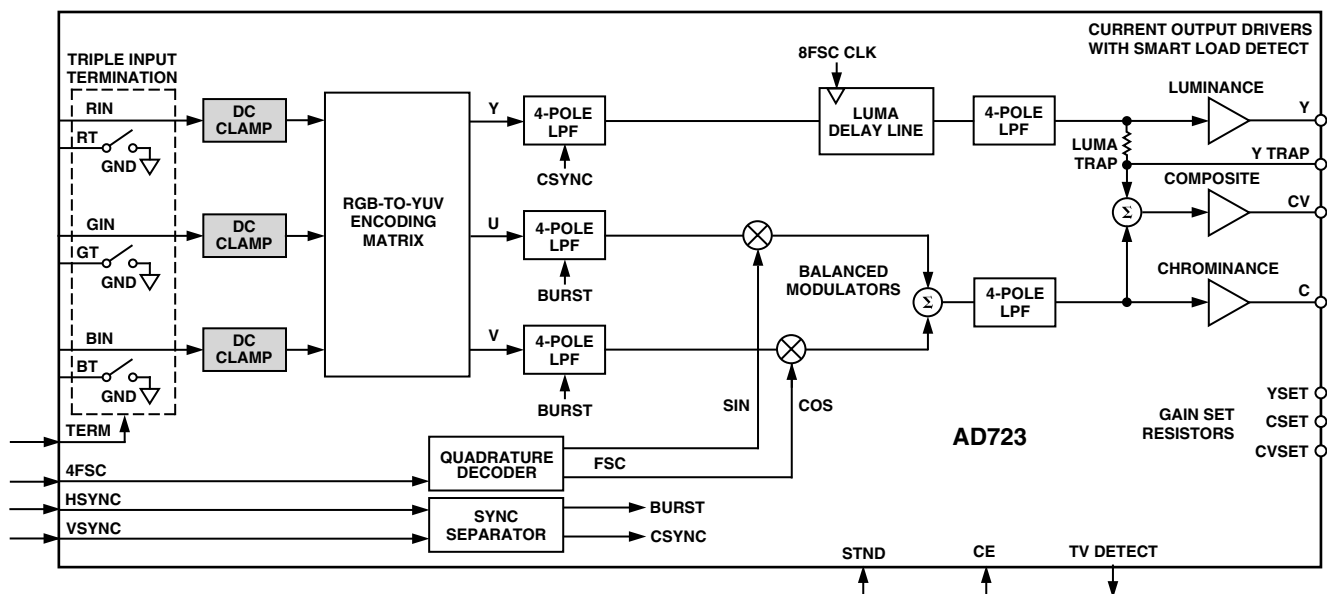 CURRENT OUTPUT DRIVERS
WITH SMART LOAD DETECT
TRIPLE INPUT
TERMINATION
8FSC CLK
RIN
DC
CLAMP
Y
4-POLE
LPF
LUMA
DELAY LINE
4-POLE
LPF
LUMINANCE
Y
RT
GND
CSYNC
LUMA
TRAP
Y TRAP
RGB-TO-YUV
ENCODING
MATRIX
COMPOSITE
CV
Σ
GIN
DC
CLAMP
U
4-POLE
LPF
GT
GND
BURST
BALANCED
MODULATORS
Σ
4-POLE
LPF
CHROMINANCE
C
BIN
DC
CLAMP
V
4-POLE
LPF
BT
GND
BURST
SIN
COS
YSET
CSET
CVSET
GAIN SET
RESISTORS
AD723
TERM
4FSC
QUADRATURE
DECODER
FSC
HSYNC
VSYNC
SYNC
SEPARATOR
BURST
CSYNC
STND
CE
TV DETECT